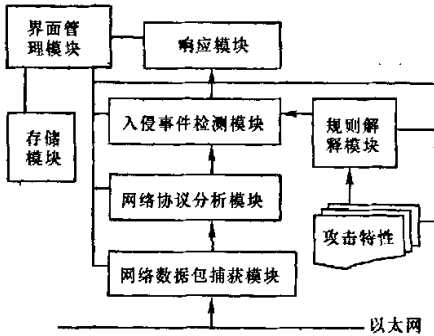 界面管
理模块
响应模块
存储
模块
入侵事件检测模块
规则解
释模块
网络协议分析模块
攻击特性
网络数据包捕获模块
以太网